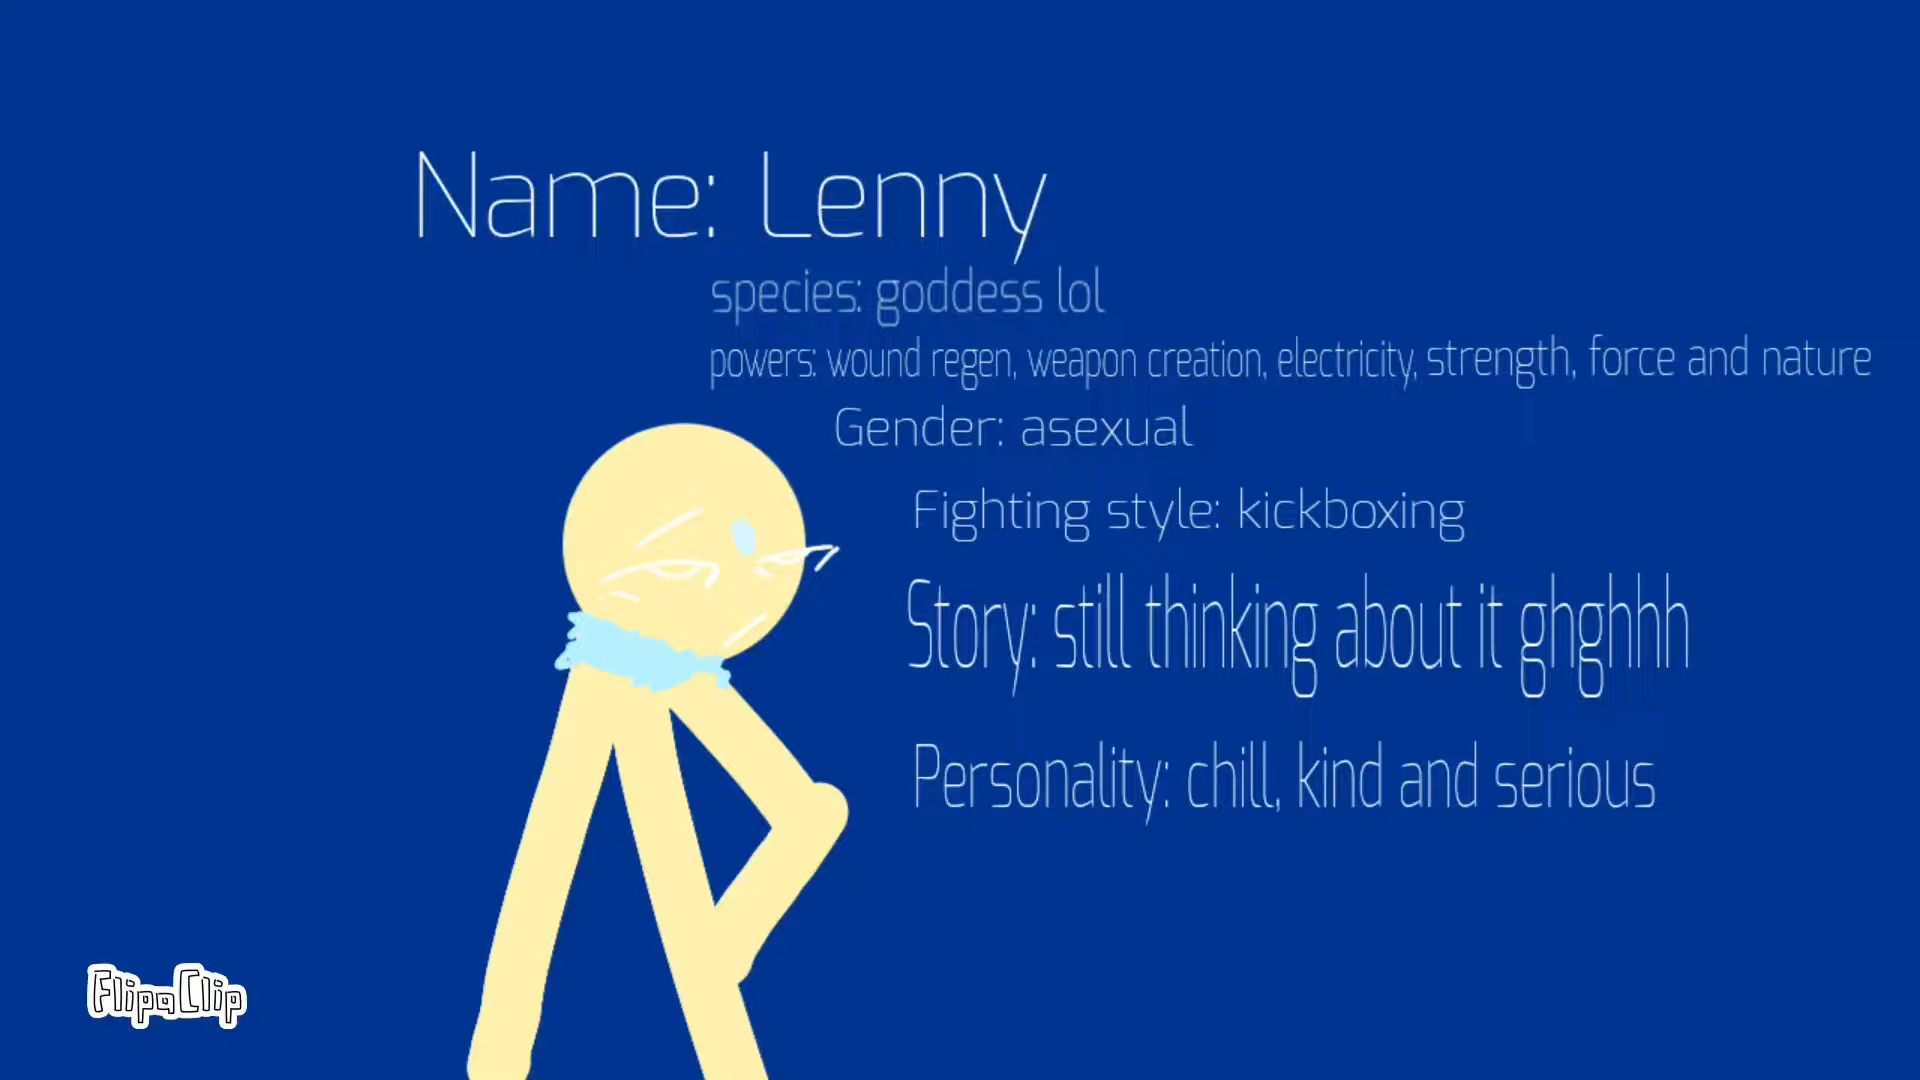 Name: Lenny
species: goddess lol
powers: wound regen, weapon creation, electricity, strength, force and nature
Gender: asexual
Fighting style: kickboxing
Story: still thinking about it ghghhh
Personality: chill, kind and serious
FlipaClip